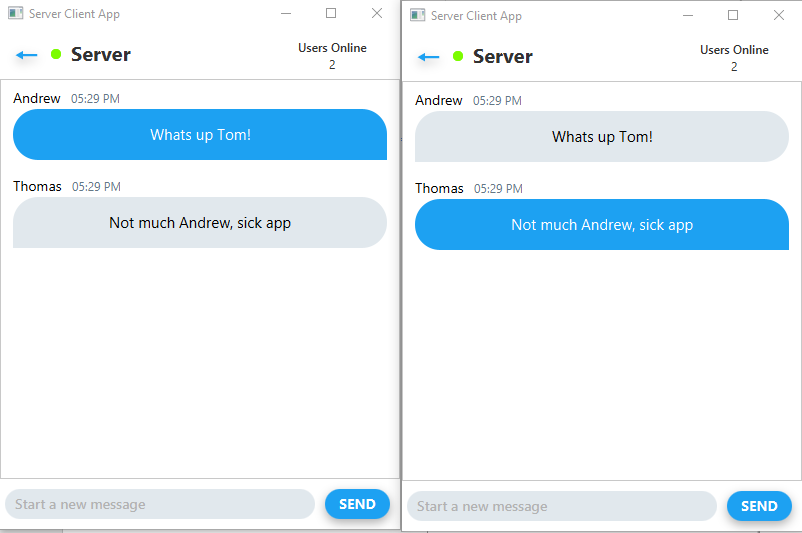 Server Client App
Server
Users Online
2
Andrew 05:29 PM
Whats up Tom!
Thomas 05:29 PM
Not much Andrew, sick app
Start a new message
SEND
Server Client App
Server
Users Online
2
Andrew 05:29 PM
Whats up Tom!
Thomas 05:29 PM
Not much Andrew, sick app
Start a new message
SEND